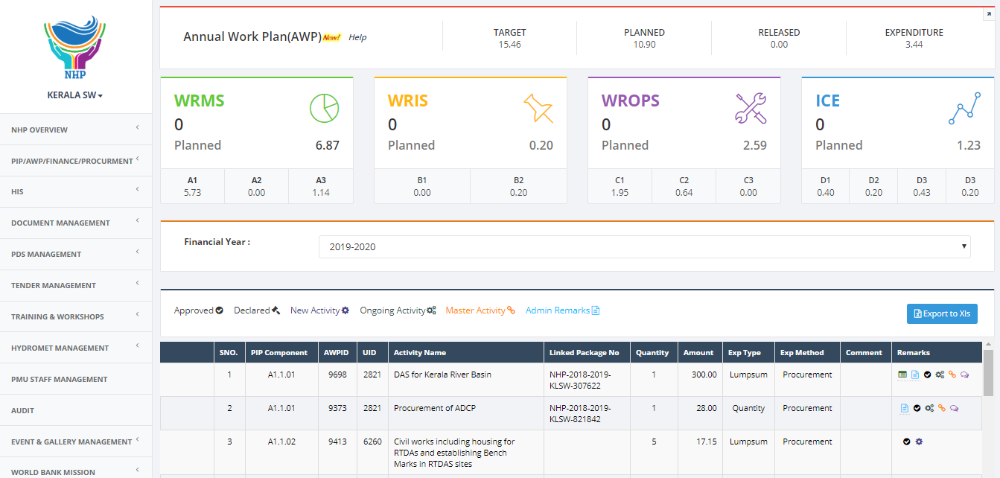 NHP
KERALA SW
NHP OVERVIEW
PIP/AWP/FINANCE/PROCURMENT
HIS
DOCUMENT MANAGEMENT
PDS MANAGEMENT
TENDER MANAGEMENT
TRAINING & WORKSHOPS
HYDROMET MANAGEMENT
PMU STAFF MANAGEMENT
AUDIT
EVENT & GALLERY MANAGEMENT
WORLD BANK MISSION
Annual Work Plan(AWP) New! Help
TARGET PLANNED RELEASED EXPENDITURE
15.46 10.90 0.00 3.44
WRMS
0
Planned 6.87
A1 A2 A3
5.73 0.00 1.14
WRIS
0
Planned 0.20
B1 B2
0.00 0.20
WROPS
0
Planned 2.59
C1 C2 C3
1.95 0.64 0.00
ICE
0
Planned 1.23
D1 D2 D3 D3
0.40 0.20 0.43 0.20
Financial Year :
2019-2020
Approved Declared New Activity Ongoing Activity Master Activity Admin Remarks
Export to Xls
SNO. PIP Component AWPID UID Activity Name Linked Package No Quantity Amount Exp Type Exp Method Comment Remarks
1 A1.1.01 9698 2821 DAS for Kerala River Basin NHP-2018-2019- 1 300.00 Lumpsum Procurement
KLSW-307622
2 A1.1.01 9373 2821 Procurement of ADCP NHP-2018-2019- 1 28.00 Quantity Procurement
KLSW-821842
3 A1.1.02 9413 6260 Civil works including housing for 5 17.15 Lumpsum Procurement
RTDAs and establishing Bench
Marks in RTDAS sites